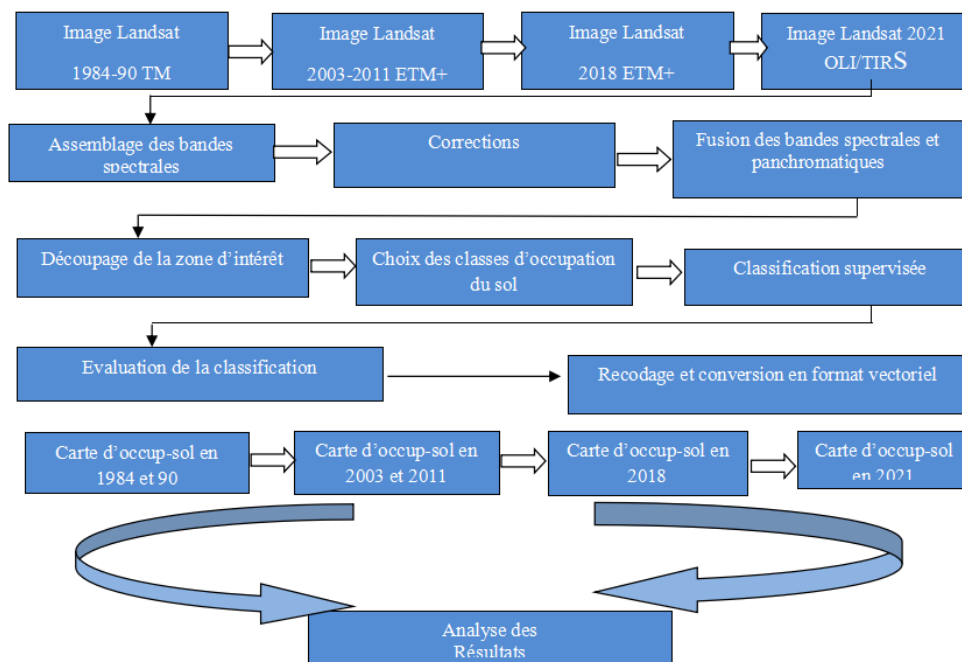 Image Landsat
1984-90 TM
Image Landsat
2003-2011 ETM+
Image Landsat
2018 ETM+
Image Landsat 2021
OLI/TIRS
Assemblage des bandes
spectrales
Corrections
Fusion des bandes spectrales et
panchromatiques
Découpage de la zone d’intérêt
Choix des classes d’occupation
du sol
Classification supervisée
Evaluation de la classification
Recodage et conversion en format vectoriel
Carte d’occup-sol en
1984 et 90
Carte d’occup-sol en
2003 et 2011
Carte d’occup-sol en
2018
Carte d’occup-sol
en 2021
Analyse des
Résultats